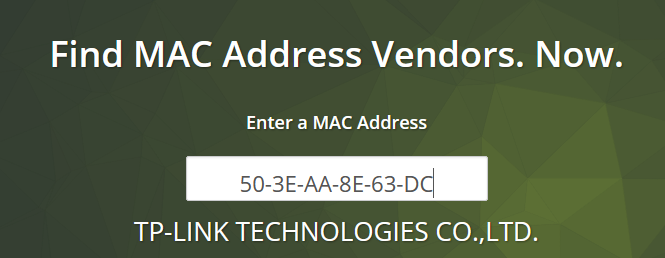 Find MAC Address Vendors. Now.
Enter a MAC Address
50-3E-AA-8E-63-DC
TP-LINK TECHNOLOGIES CO.,LTD.